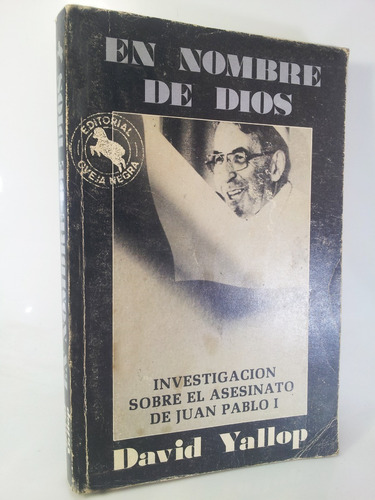 EN NOMBRE
DE DIOS
EDITORIAL
OVEJA NEGRA
INVESTIGACION
SOBRE EL ASESINATO
DE JUAN PABLO I
David Yallop